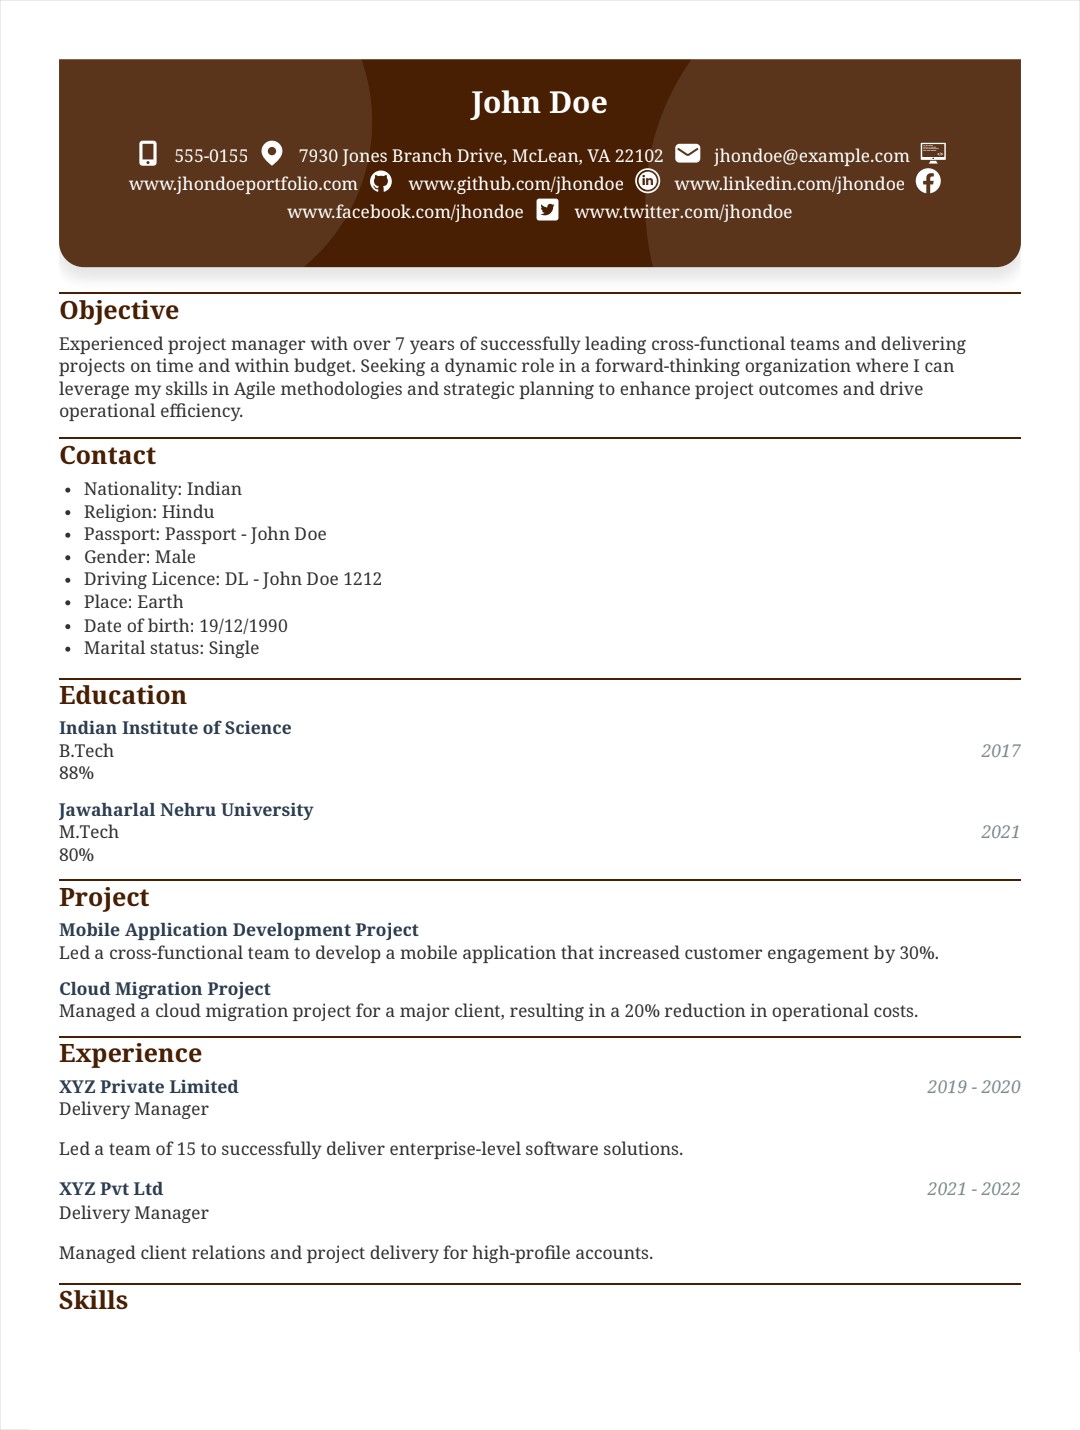 John Doe
555-0155 7930 Jones Branch Drive, McLean, VA 22102 jhondoe@example.com
www.jhondoeportfolio.com www.github.com/jhondoe www.linkedin.com/jhondoe
www.facebook.com/jhondoe www.twitter.com/jhondoe
Objective
Experienced project manager with over 7 years of successfully leading cross-functional teams and delivering
projects on time and within budget. Seeking a dynamic role in a forward-thinking organization where I can
leverage my skills in Agile methodologies and strategic planning to enhance project outcomes and drive
operational efficiency.
Contact
• Nationality: Indian
• Religion: Hindu
• Passport: Passport - John Doe
• Gender: Male
• Driving Licence: DL - John Doe 1212
• Place: Earth
• Date of birth: 19/12/1990
• Marital status: Single
Education
Indian Institute of Science
B.Tech 2017
88%
Jawaharlal Nehru University
M.Tech 2021
80%
Project
Mobile Application Development Project
Led a cross-functional team to develop a mobile application that increased customer engagement by 30%.
Cloud Migration Project
Managed a cloud migration project for a major client, resulting in a 20% reduction in operational costs.
Experience
XYZ Private Limited 2019 - 2020
Delivery Manager
Led a team of 15 to successfully deliver enterprise-level software solutions.
XYZ Pvt Ltd 2021 - 2022
Delivery Manager
Managed client relations and project delivery for high-profile accounts.
Skills